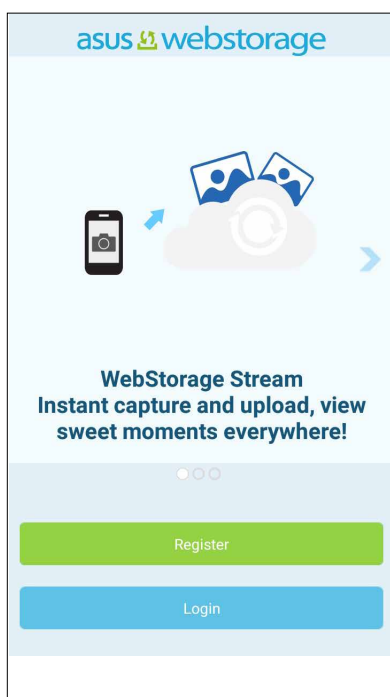 asus webstorage
WebStorage Stream
Instant capture and upload, view
sweet moments everywhere!
Register
Login